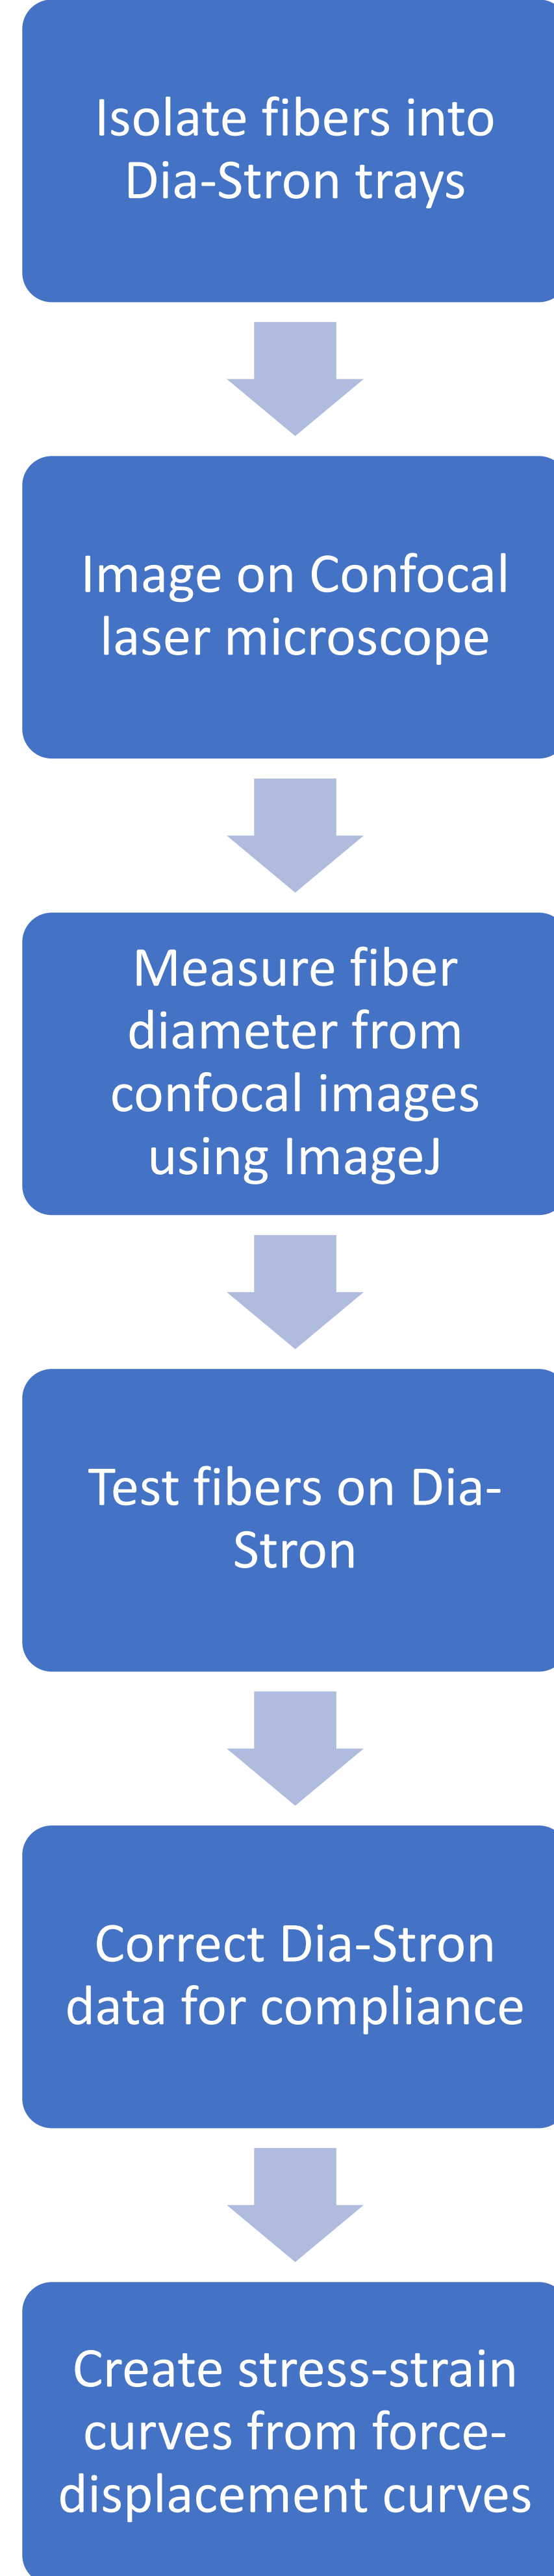 Isolate fibers into
Dia-Stron trays
Image on Confocal
laser microscope
Measure fiber
diameter from
confocal images
using ImageJ
Test fibers on Dia-
Stron
Correct Dia-Stron
data for compliance
Create stress-strain
curves from force-
displacement curves